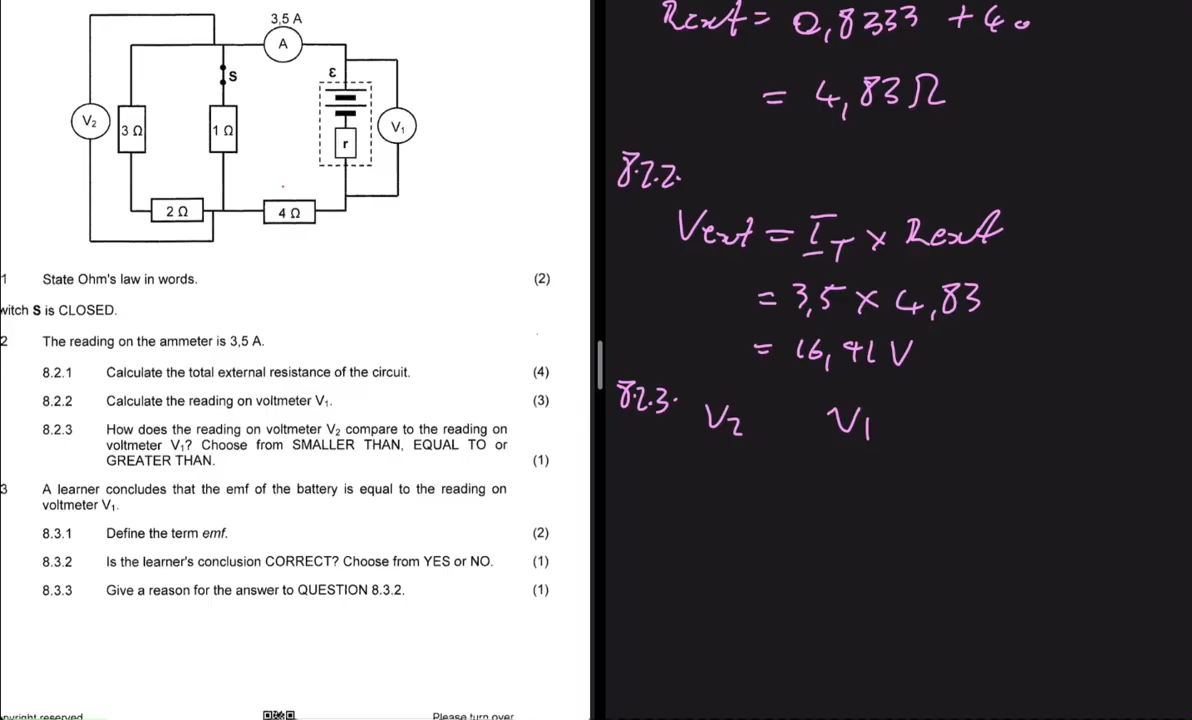 3,5 A
A
S
ε
V₂
3 Ω
1 Ω
r
V₁
2 Ω
4 Ω
1 State Ohm's law in words. (2)
witch S is CLOSED.
2 The reading on the ammeter is 3,5 A.
8.2.1 Calculate the total external resistance of the circuit. (4)
8.2.2 Calculate the reading on voltmeter V₁. (3)
8.2.3 How does the reading on voltmeter V₂ compare to the reading on
voltmeter V₁? Choose from SMALLER THAN, EQUAL TO or
GREATER THAN. (1)
3 A learner concludes that the emf of the battery is equal to the reading on
voltmeter V₁.
8.3.1 Define the term emf. (2)
8.3.2 Is the learner's conclusion CORRECT? Choose from YES or NO. (1)
8.3.3 Give a reason for the answer to QUESTION 8.3.2. (1)
opyright reserved Please turn over
Rext = 0,8333 + 4
= 4,83 Ω
8.2.2.
Vext = I_T × Rext
= 3,5 × 4,83
= 16,91 V
8.2.3.
V₂ V₁